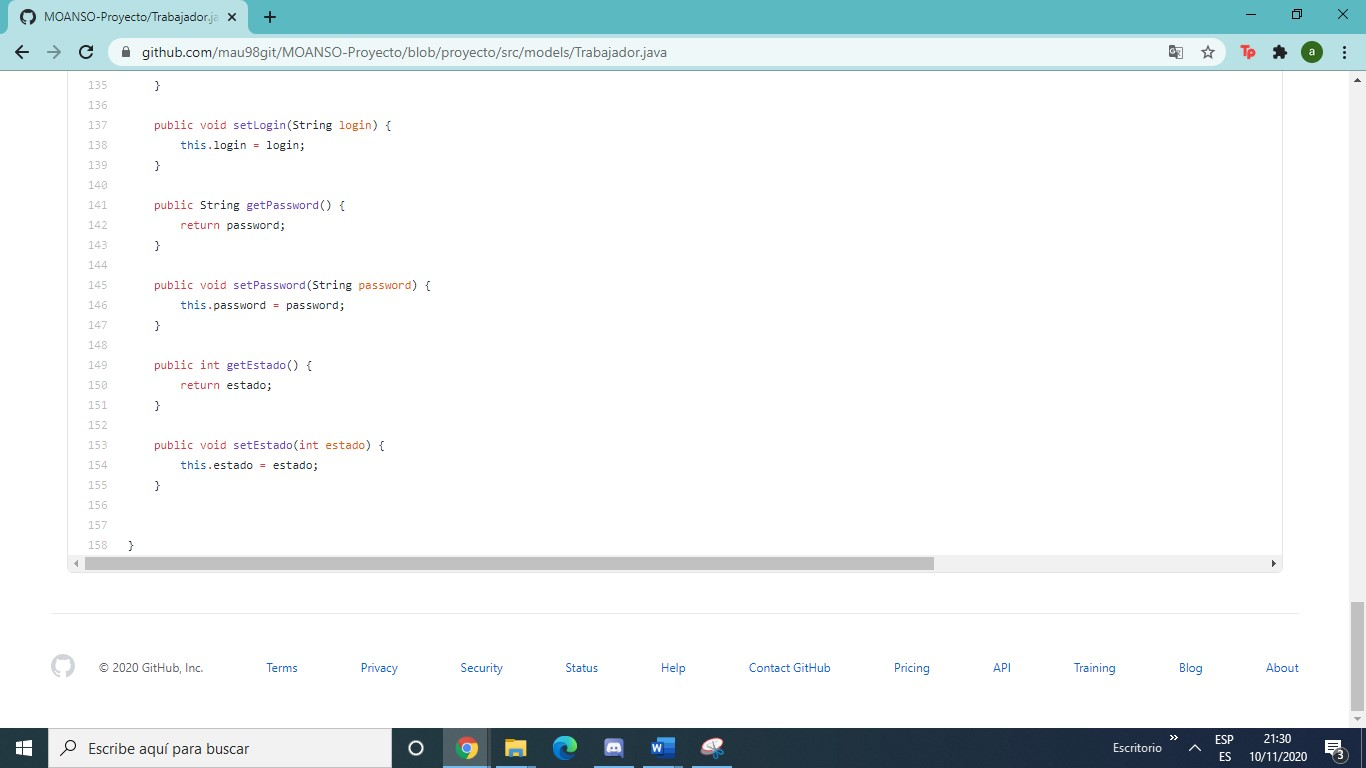 MOANSO-Proyecto/Trabajador.ja
github.com/mau98git/MOANSO-Proyecto/blob/proyecto/src/models/Trabajador.java
Tp
a
135     }
136
137     public void setLogin(String login) {
138         this.login = login;
139     }
140
141     public String getPassword() {
142         return password;
143     }
144
145     public void setPassword(String password) {
146         this.password = password;
147     }
148
149     public int getEstado() {
150         return estado;
151     }
152
153     public void setEstado(int estado) {
154         this.estado = estado;
155     }
156
157
158 }
© 2020 GitHub, Inc. Terms Privacy Security Status Help Contact GitHub Pricing API Training Blog About
Escribe aquí para buscar
Escritorio
ESP
ES
21:30
10/11/2020
3